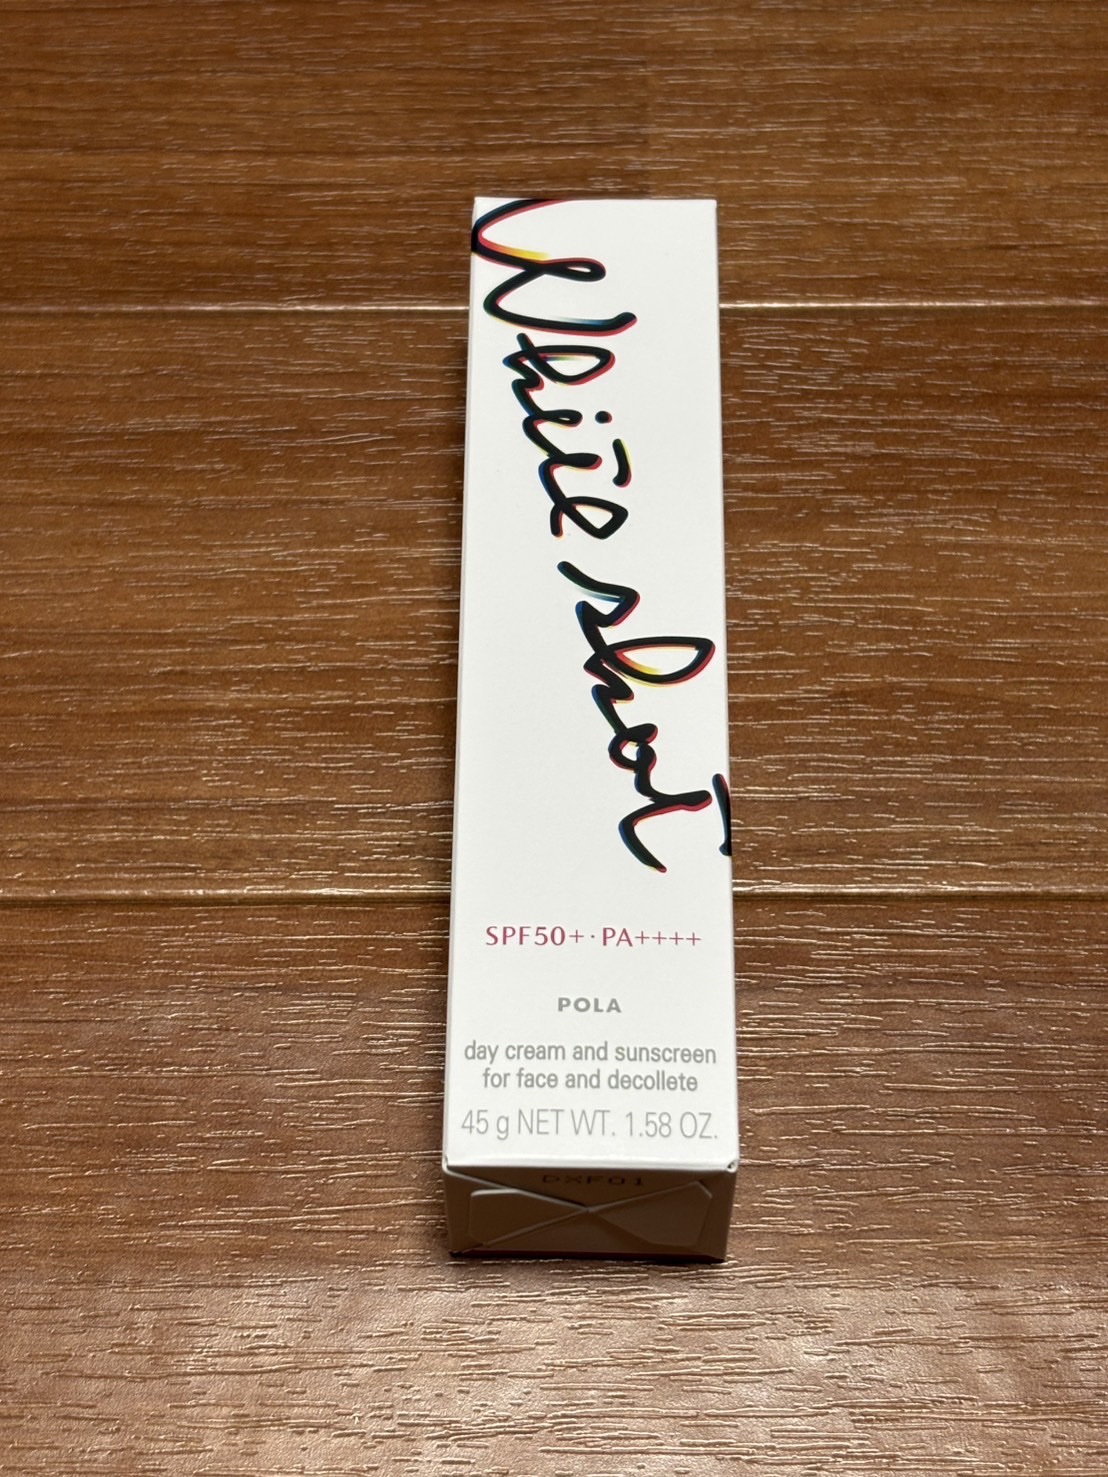 White shot
SPF50+·PA++++
POLA
day cream and sunscreen
for face and decollete
45 g NET WT. 1.58 OZ.
DXF01